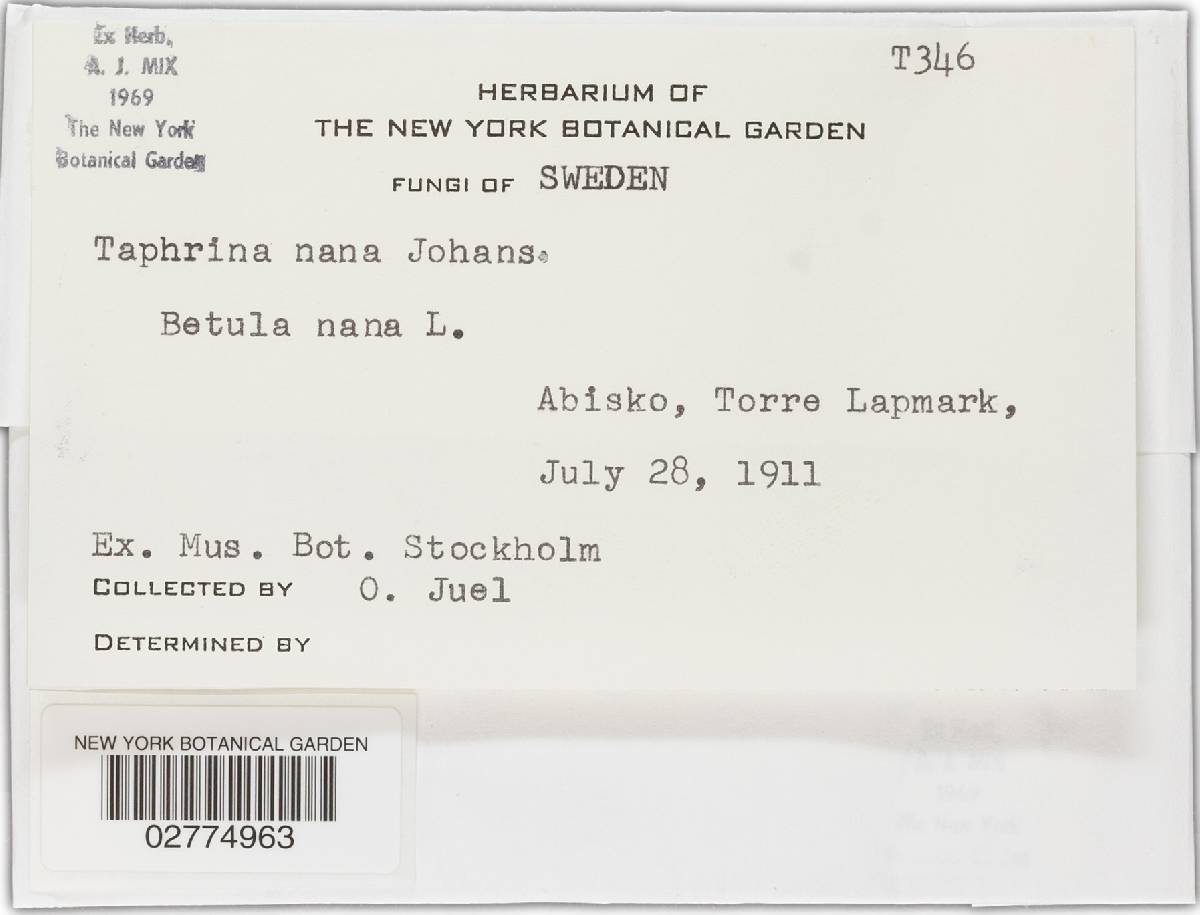 Ex Herb.
A. J. MIX
1969
The New York
Botanical Garden
T346
HERBARIUM OF
THE NEW YORK BOTANICAL GARDEN
FUNGI OF SWEDEN
Taphrina nana Johans.
Betula nana L.
Abisko, Torre Lapmark,
July 28, 1911
Ex. Mus. Bot. Stockholm
COLLECTED BY O. Juel
DETERMINED BY
NEW YORK BOTANICAL GARDEN
02774963